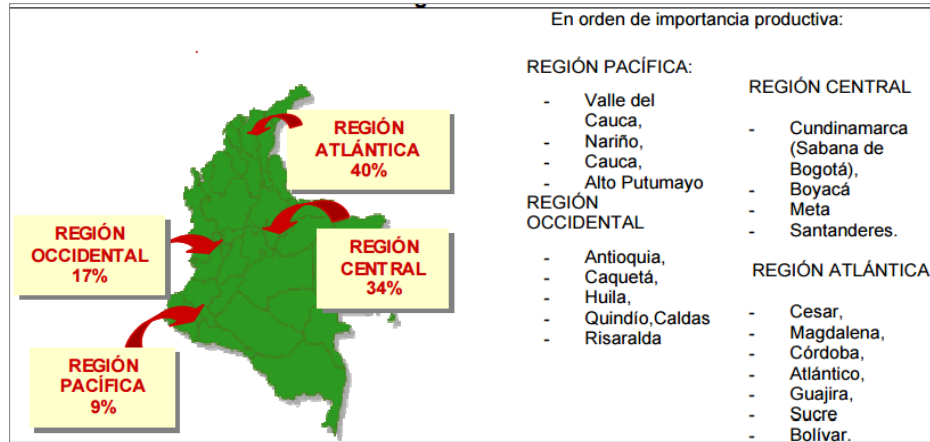 En orden de importancia productiva:
REGIÓN
ATLÁNTICA
40%
REGIÓN
OCCIDENTAL
17%
REGIÓN
CENTRAL
34%
REGIÓN
PACÍFICA
9%
REGIÓN PACÍFICA:
- Valle del
Cauca,
- Nariño,
- Cauca,
- Alto Putumayo
REGIÓN
OCCIDENTAL
- Antioquia,
- Caquetá,
- Huila,
- Quindío,Caldas
- Risaralda
REGIÓN CENTRAL
- Cundinamarca
(Sabana de
Bogotá),
- Boyacá
- Meta
- Santanderes.
REGIÓN ATLÁNTICA
- Cesar,
- Magdalena,
- Córdoba,
- Atlántico,
- Guajira,
- Sucre
- Bolívar.